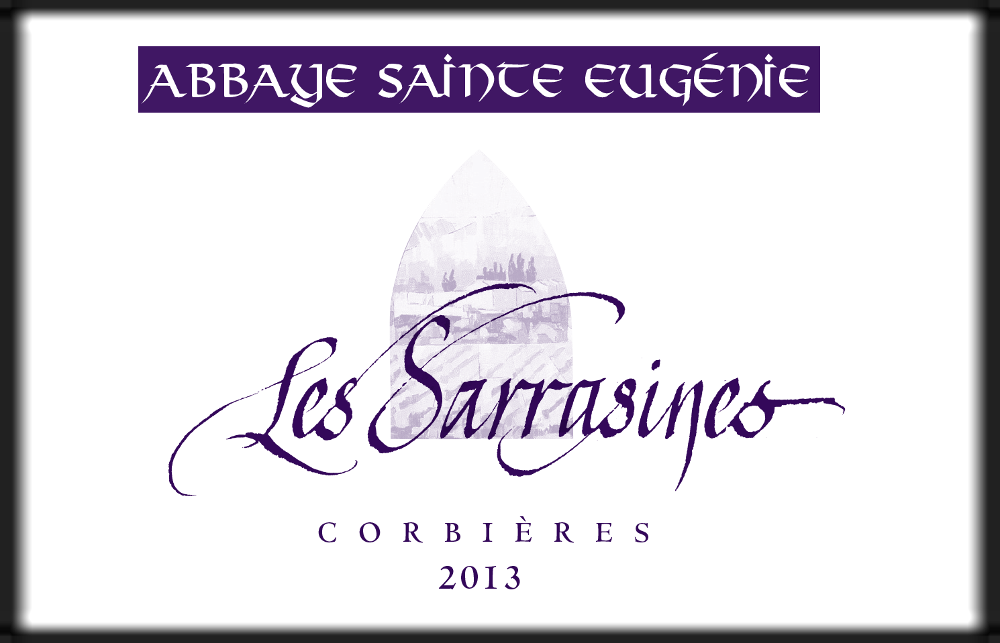 ABBAYE SAINTE EUGÉNIE
Les Sarrasines
CORBIÈRES
2013